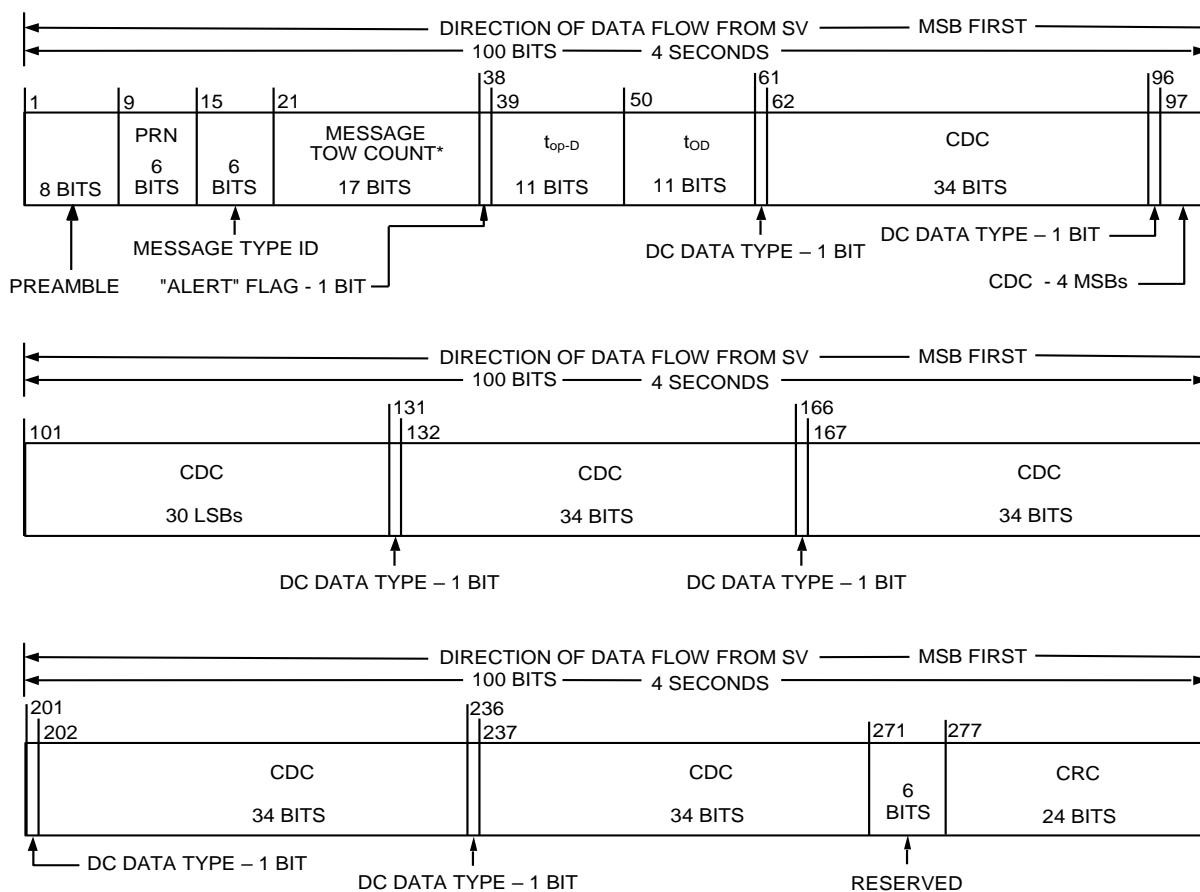 DIRECTION OF DATA FLOW FROM SV MSB FIRST
100 BITS 4 SECONDS
38 61 96
1 9 15 21 39 50 62 97
PRN MESSAGE
TOW COUNT* t_op-D t_OD CDC
6 6
8 BITS BITS BITS 17 BITS 11 BITS 11 BITS 34 BITS
MESSAGE TYPE ID DC DATA TYPE – 1 BIT DC DATA TYPE – 1 BIT
PREAMBLE "ALERT" FLAG - 1 BIT CDC - 4 MSBs
DIRECTION OF DATA FLOW FROM SV MSB FIRST
100 BITS 4 SECONDS
131 166
101 132 167
CDC CDC CDC
30 LSBs 34 BITS 34 BITS
DC DATA TYPE – 1 BIT DC DATA TYPE – 1 BIT
DIRECTION OF DATA FLOW FROM SV MSB FIRST
100 BITS 4 SECONDS
201 236
202 237 271 277
CDC CDC 6
BITS CRC
34 BITS 34 BITS 24 BITS
DC DATA TYPE – 1 BIT DC DATA TYPE – 1 BIT RESERVED